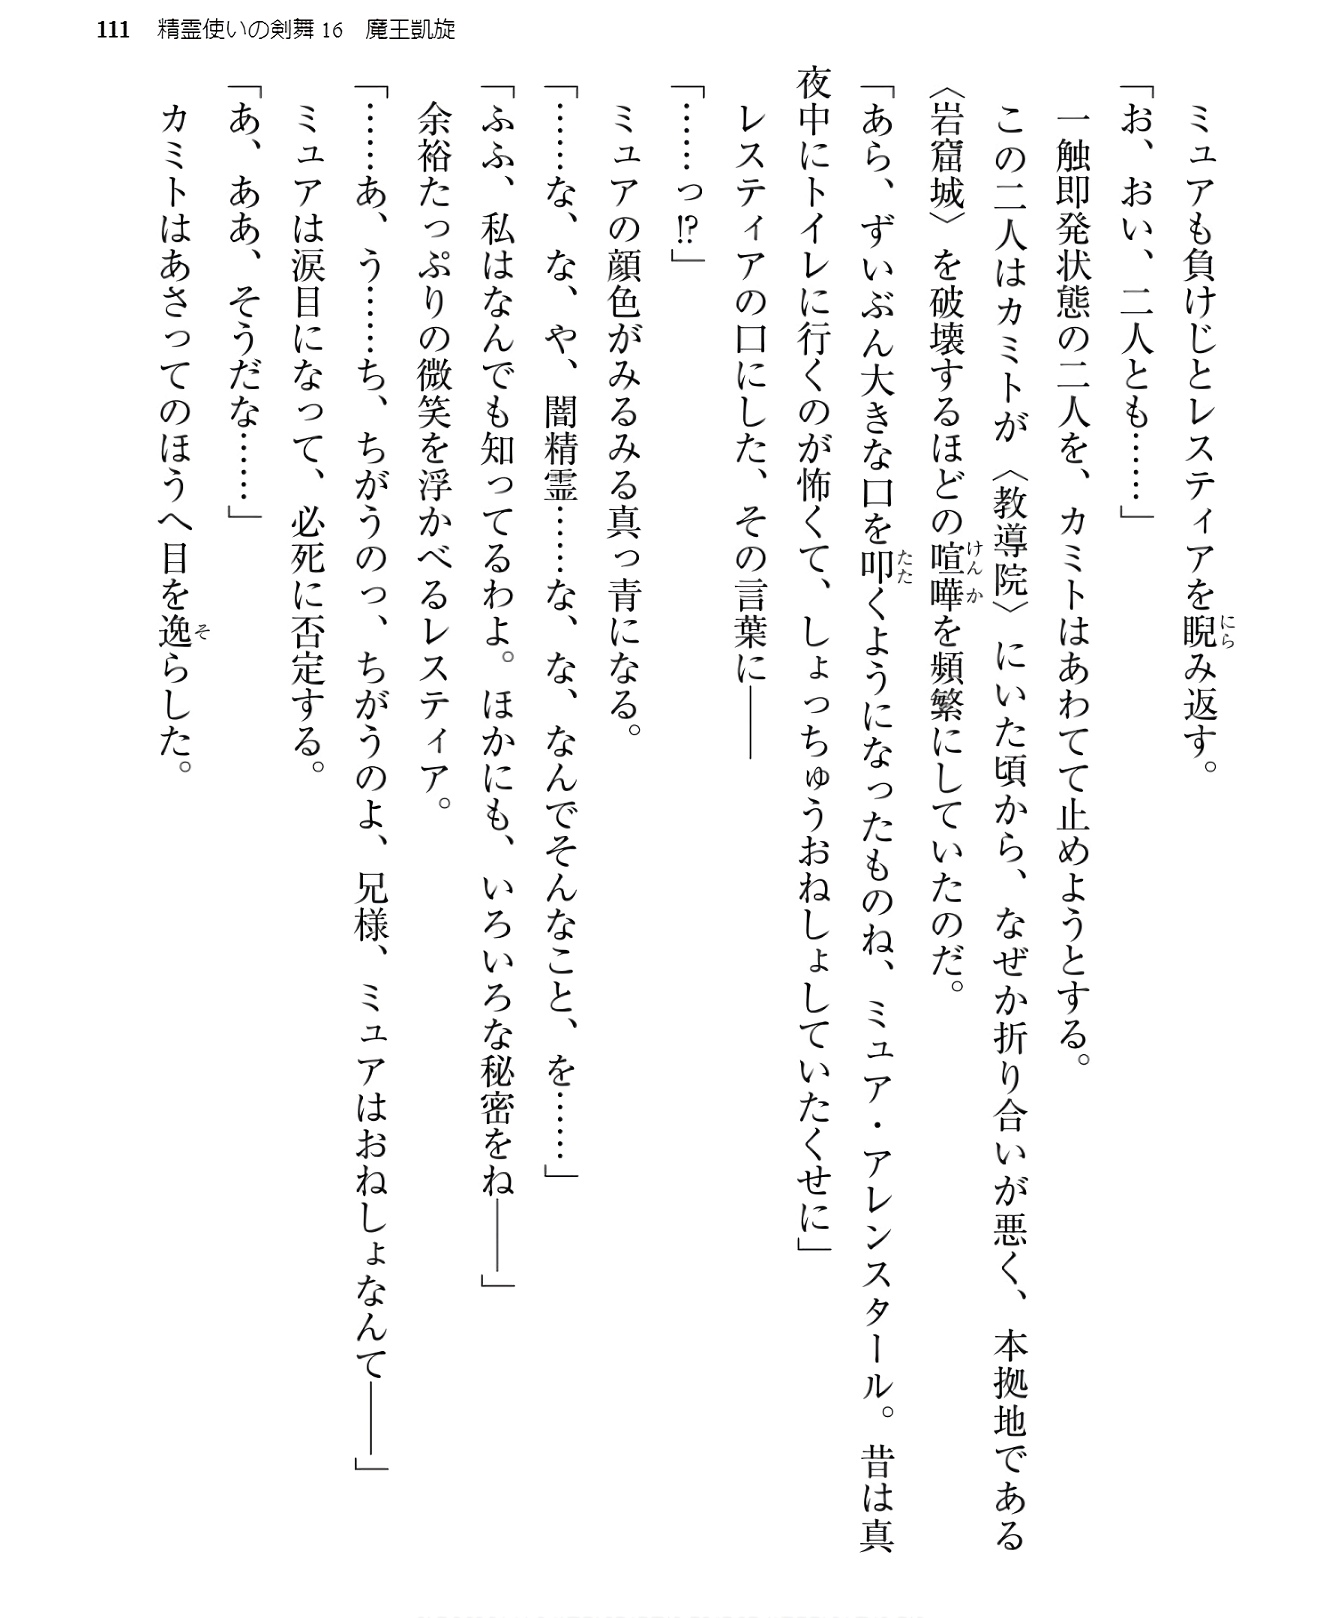 111　精霊使いの剣舞16　魔王凱旋
　ミュアも負けじとレスティアを睨み返す。
「お、おい、二人とも……」
　一触即発状態の二人を、カミトはあわてて止めようとする。
　この二人はカミトが〈教導院〉にいた頃から、なぜか折り合いが悪く、本拠地である
〈岩窟城〉を破壊するほどの喧嘩を頻繁にしていたのだ。
「あら、ずいぶん大きな口を叩くようになったものね、ミュア・アレンスタール。昔は真
夜中にトイレに行くのが怖くて、しょっちゅうおねしょしていたくせに」
　レスティアの口にした、その言葉に――
「……っ!?」
　ミュアの顔色がみるみる真っ青になる。
「……な、な、や、闇精霊……な、な、なんでそんなこと、を……」
「ふふ、私はなんでも知ってるわよ。ほかにも、いろいろな秘密をね――」
　余裕たっぷりの微笑を浮かべるレスティア。
「……あ、う……ち、ちがうのっ、ちがうのよ、兄様、ミュアはおねしょなんて――」
　ミュアは涙目になって、必死に否定する。
「あ、ああ、そうだな……」
　カミトはあさってのほうへ目を逸らした。